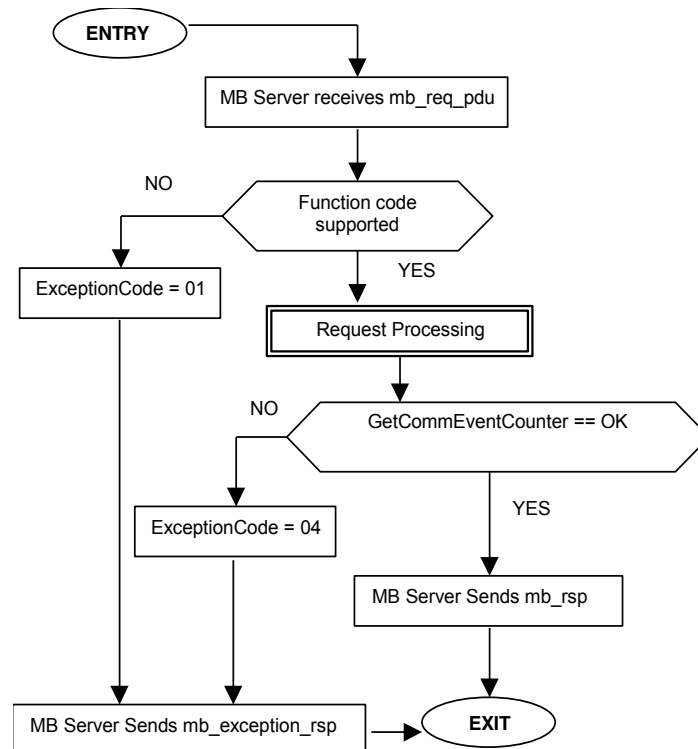 ENTRY
MB Server receives mb_req_pdu
NO
Function code
supported
YES
ExceptionCode = 01
Request Processing
NO
GetCommEventCounter == OK
YES
ExceptionCode = 04
MB Server Sends mb_rsp
MB Server Sends mb_exception_rsp
EXIT